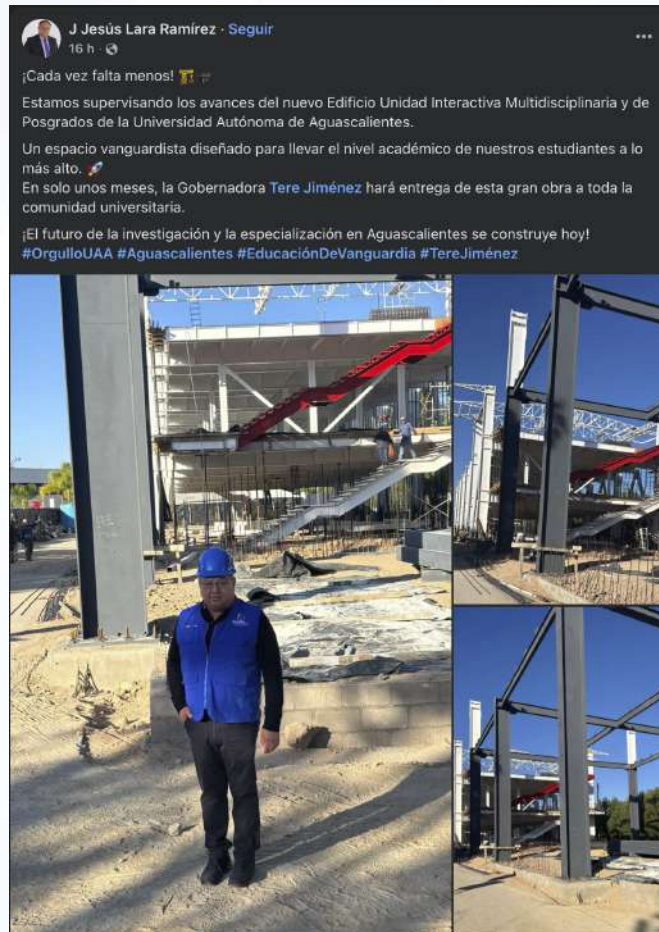 J Jesús Lara Ramírez · Seguir
16 h ·
¡Cada vez falta menos!
Estamos supervisando los avances del nuevo Edificio Unidad Interactiva Multidisciplinaria y de
Posgrados de la Universidad Autónoma de Aguascalientes.
Un espacio vanguardista diseñado para llevar el nivel académico de nuestros estudiantes a lo
más alto.
En solo unos meses, la Gobernadora Tere Jiménez hará entrega de esta gran obra a toda la
comunidad universitaria.
¡El futuro de la investigación y la especialización en Aguascalientes se construye hoy!
#OrgulloUAA #Aguascalientes #EducaciónDeVanguardia #TereJiménez